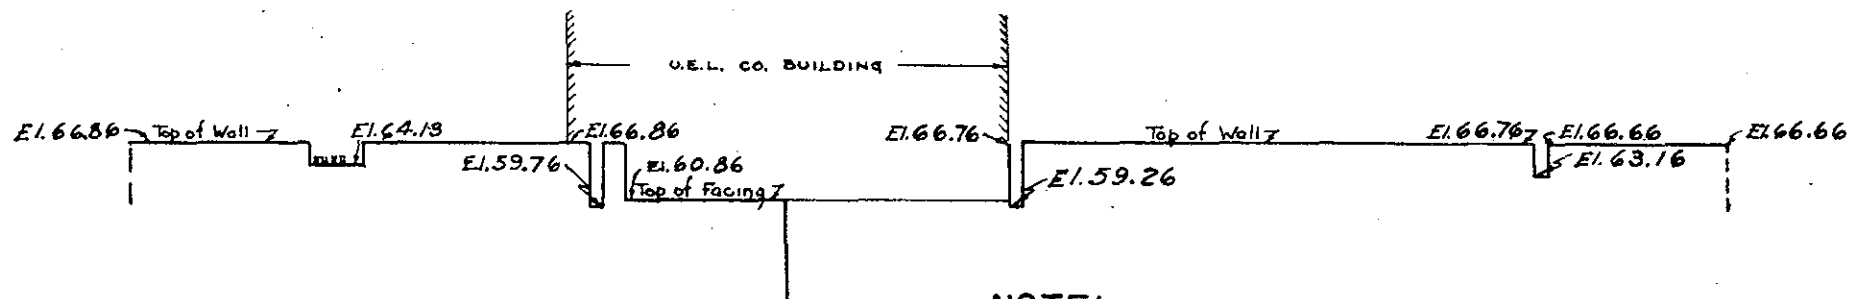 U.E.L. CO. BUILDING
El. 66.86 Top of Wall El. 64.13 El. 66.86 El. 66.76 Top of Wall El. 66.76 El. 66.66 El. 66.66
El. 59.76 El. 60.86 El. 59.26 El. 63.16
Top of Facing
NOTE: